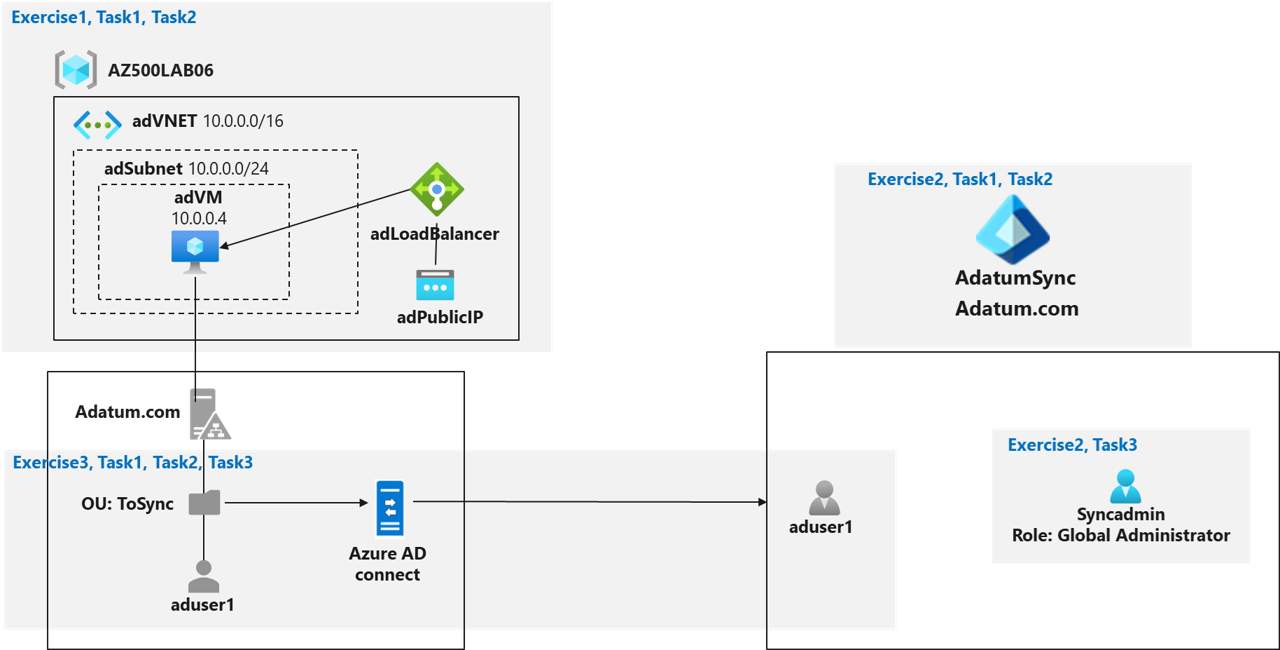 Exercise1, Task1, Task2
AZ500LAB06
adVNET 10.0.0.0/16
adSubnet 10.0.0.0/24
adVM
10.0.0.4
adLoadBalancer
adPublicIP
Exercise2, Task1, Task2
AdatumSync
Adatum.com
Adatum.com
Exercise3, Task1, Task2, Task3
OU: ToSync
Azure AD
connect
aduser1
aduser1
Exercise2, Task3
Syncadmin
Role: Global Administrator